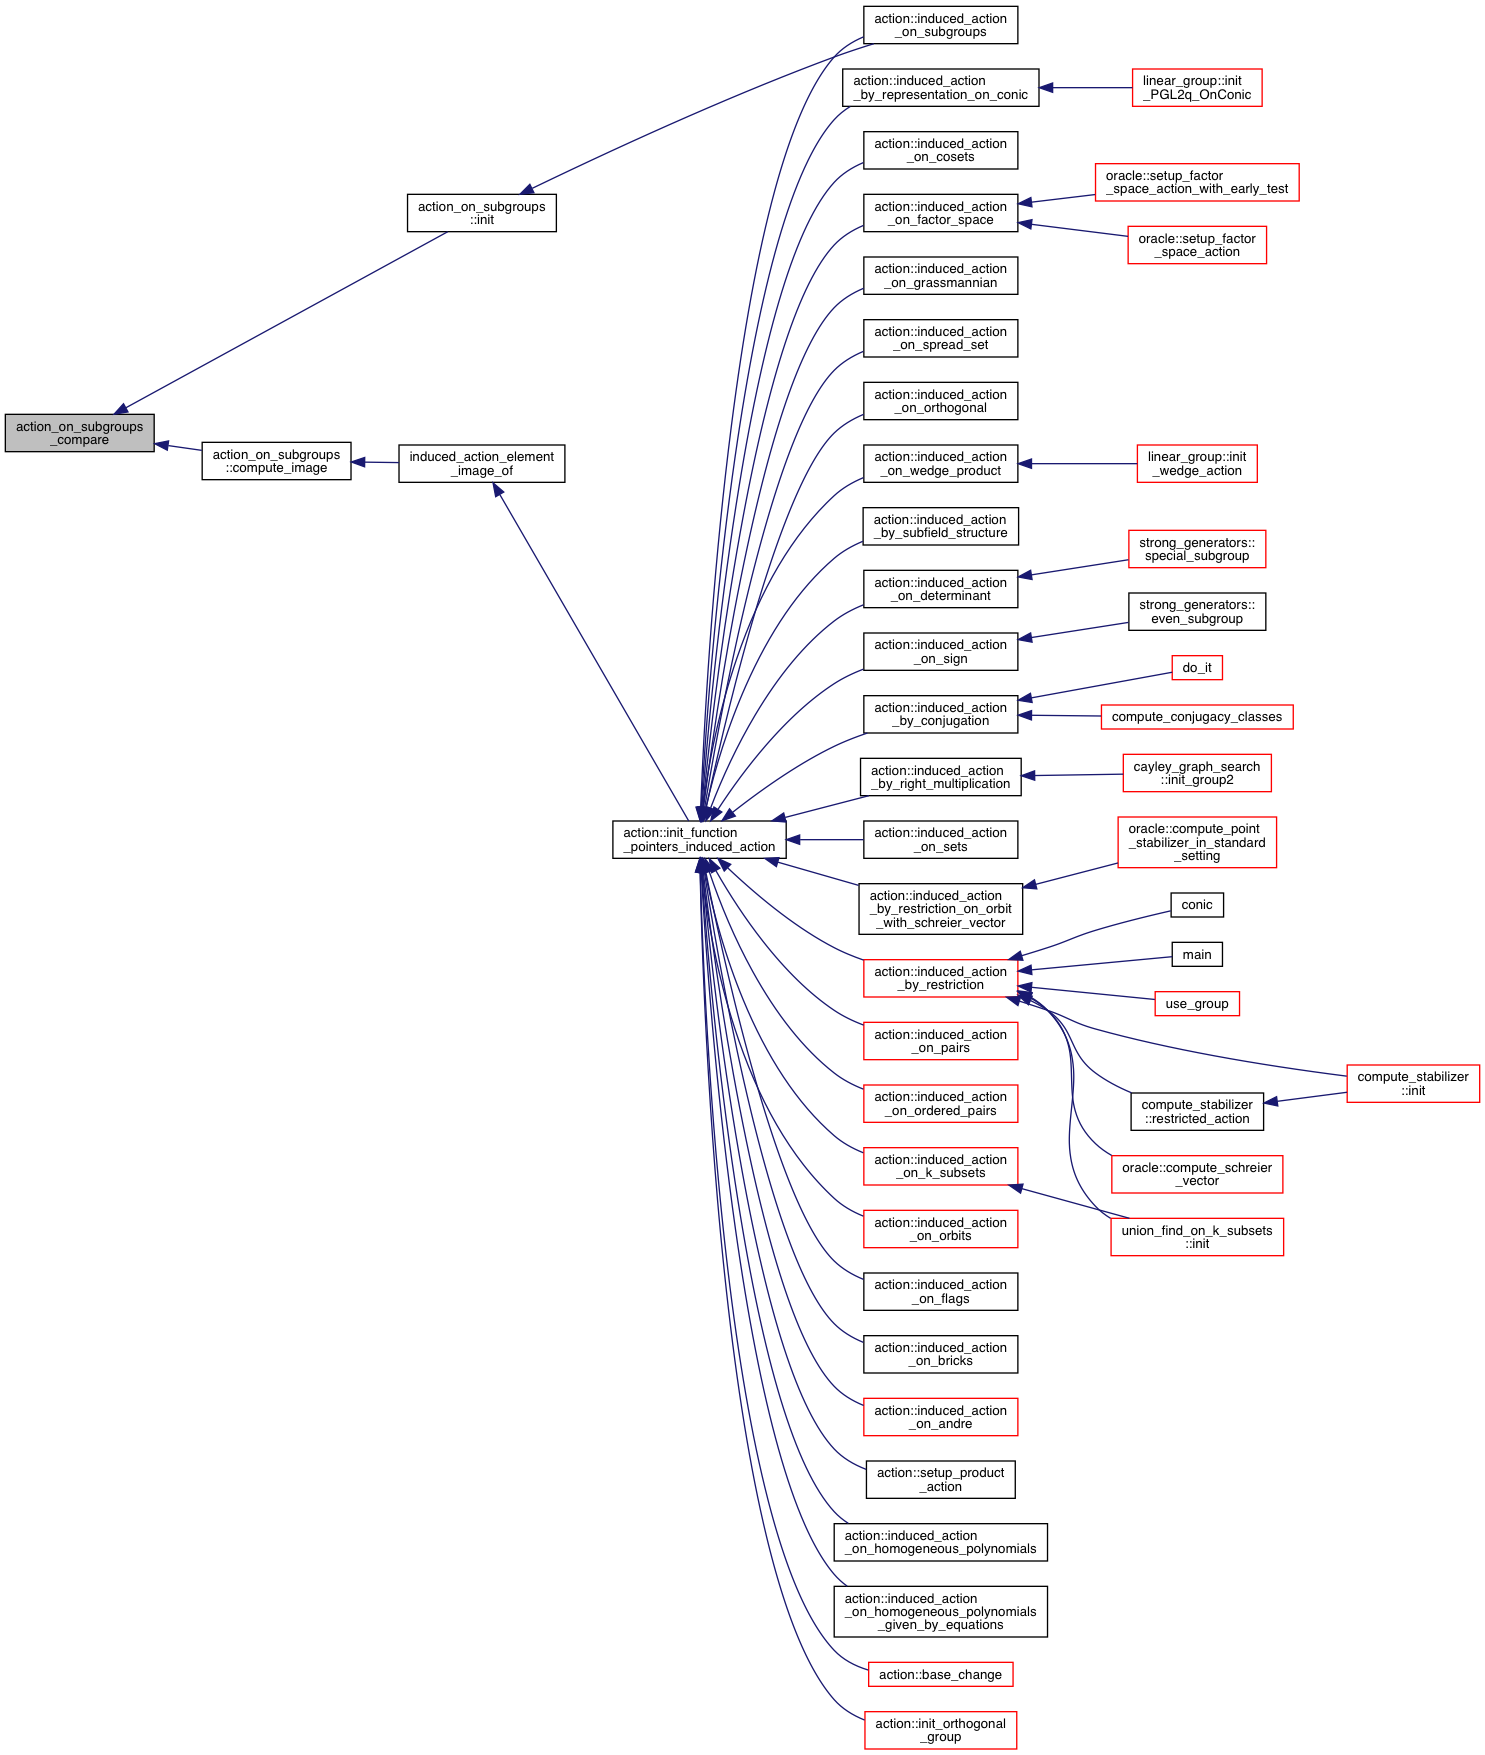 action_on_subgroups
_compare
action_on_subgroups
::init
action_on_subgroups
::compute_image
induced_action_element
_image_of
action::init_function
_pointers_induced_action
action::induced_action
_on_subgroups
action::induced_action
_by_representation_on_conic
linear_group::init
_PGL2q_OnConic
action::induced_action
_on_cosets
action::induced_action
_on_factor_space
oracle::setup_factor
_space_action_with_early_test
oracle::setup_factor
_space_action
action::induced_action
_on_grassmannian
action::induced_action
_on_spread_set
action::induced_action
_on_orthogonal
action::induced_action
_on_wedge_product
linear_group::init
_wedge_action
action::induced_action
_by_subfield_structure
action::induced_action
_on_determinant
strong_generators::
special_subgroup
action::induced_action
_on_sign
strong_generators::
even_subgroup
action::induced_action
_by_conjugation
do_it
compute_conjugacy_classes
action::induced_action
_by_right_multiplication
cayley_graph_search
::init_group2
action::induced_action
_on_sets
action::induced_action
_by_restriction_on_orbit
_with_schreier_vector
oracle::compute_point
_stabilizer_in_standard
_setting
action::induced_action
_by_restriction
conic
main
use_group
compute_stabilizer
::init
compute_stabilizer
::restricted_action
oracle::compute_schreier
_vector
union_find_on_k_subsets
::init
action::induced_action
_on_pairs
action::induced_action
_on_ordered_pairs
action::induced_action
_on_k_subsets
action::induced_action
_on_orbits
action::induced_action
_on_flags
action::induced_action
_on_bricks
action::induced_action
_on_andre
action::setup_product
_action
action::induced_action
_on_homogeneous_polynomials
action::induced_action
_on_homogeneous_polynomials
_given_by_equations
action::base_change
action::init_orthogonal
_group